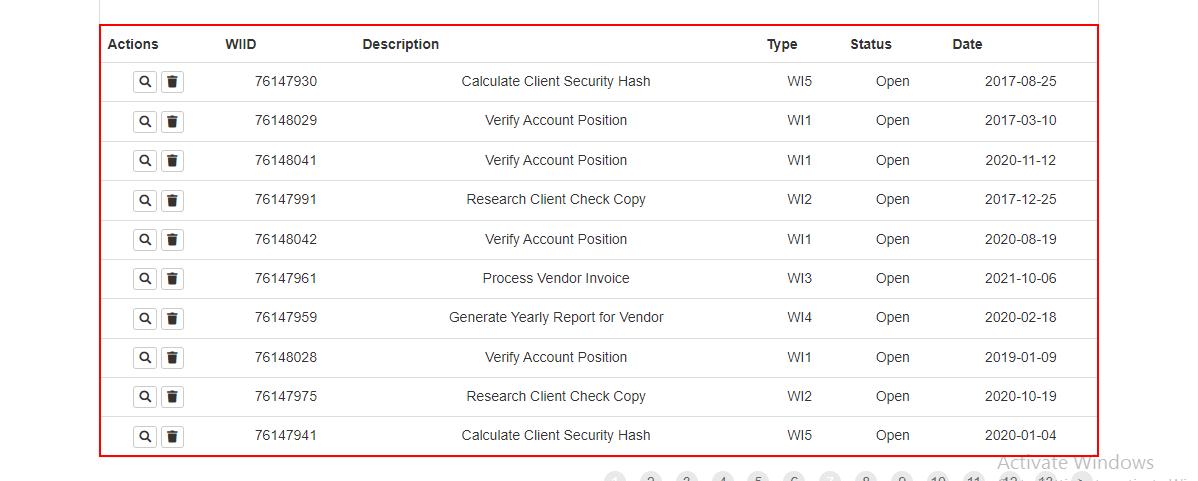 Actions WIID Description Type Status Date
76147930 Calculate Client Security Hash WI5 Open 2017-08-25
76148029 Verify Account Position WI1 Open 2017-03-10
76148041 Verify Account Position WI1 Open 2020-11-12
76147991 Research Client Check Copy WI2 Open 2017-12-25
76148042 Verify Account Position WI1 Open 2020-08-19
76147961 Process Vendor Invoice WI3 Open 2021-10-06
76147959 Generate Yearly Report for Vendor WI4 Open 2020-02-18
76148028 Verify Account Position WI1 Open 2019-01-09
76147975 Research Client Check Copy WI2 Open 2020-10-19
76147941 Calculate Client Security Hash WI5 Open 2020-01-04
Activate Windows
1 2 3 4 5 6 7 8 9 10 11 12 13 >